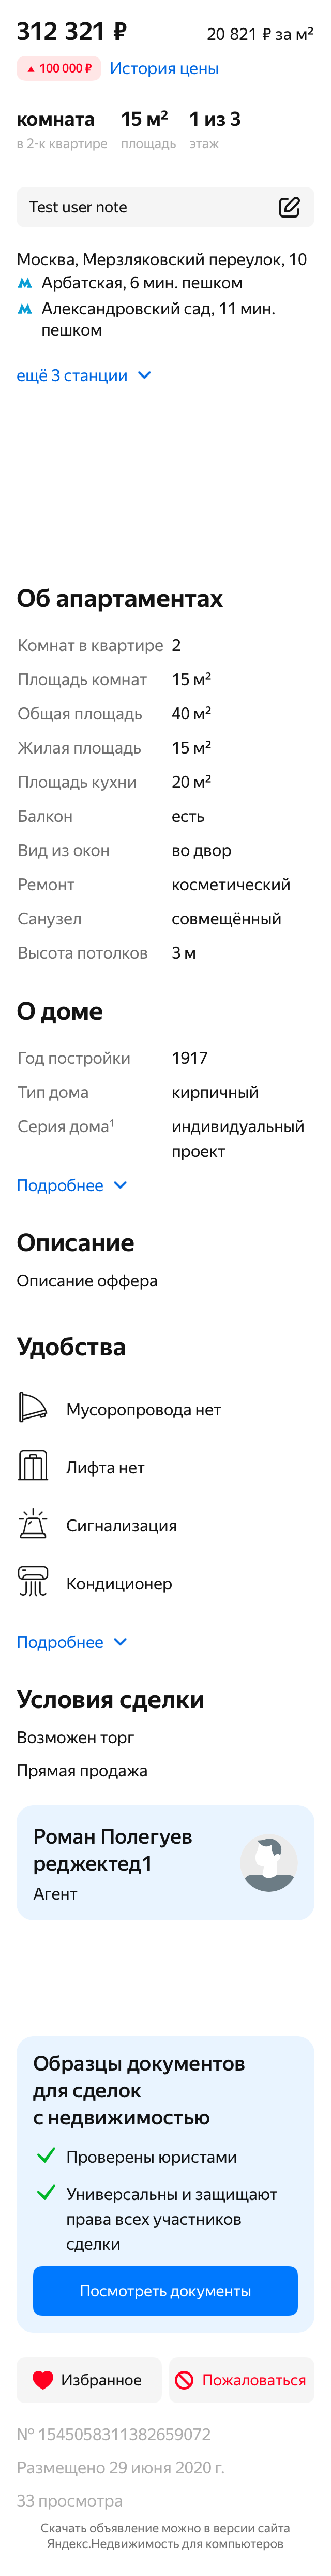 312 321 ₽
20 821 ₽ за м²
100 000 ₽
История цены
комната
в 2-к квартире
15 м²
площадь
1 из 3
этаж
Test user note
Москва, Мерзляковский переулок, 10
Арбатская, 6 мин. пешком
Александровский сад, 11 мин.
пешком
ещё 3 станции
Об апартаментах
Комнат в квартире 2
Площадь комнат 15 м²
Общая площадь 40 м²
Жилая площадь 15 м²
Площадь кухни 20 м²
Балкон есть
Вид из окон во двор
Ремонт косметический
Санузел совмещённый
Высота потолков 3 м
О доме
Год постройки 1917
Тип дома кирпичный
Серия дома¹ индивидуальный
проект
Подробнее
Описание
Описание оффера
Удобства
Мусоропровода нет
Лифта нет
Сигнализация
Кондиционер
Подробнее
Условия сделки
Возможен торг
Прямая продажа
Роман Полегуев
реджектед1
Агент
Образцы документов
для сделок
с недвижимостью
Проверены юристами
Универсальны и защищают
права всех участников
сделки
Посмотреть документы
Избранное
Пожаловаться
№ 1545058311382659072
Размещено 29 июня 2020 г.
33 просмотра
Скачать объявление можно в версии сайта
Яндекс.Недвижимость для компьютеров